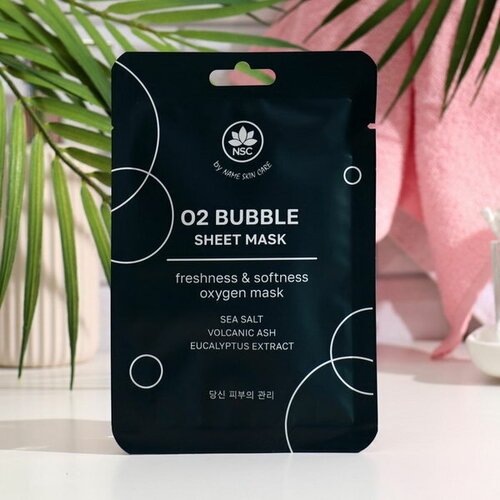 NSC
by NAME SKIN CARE
O2 BUBBLE
SHEET MASK
freshness & softness
oxygen mask
SEA SALT
VOLCANIC ASH
EUCALYPTUS EXTRACT
당신 피부의 관리